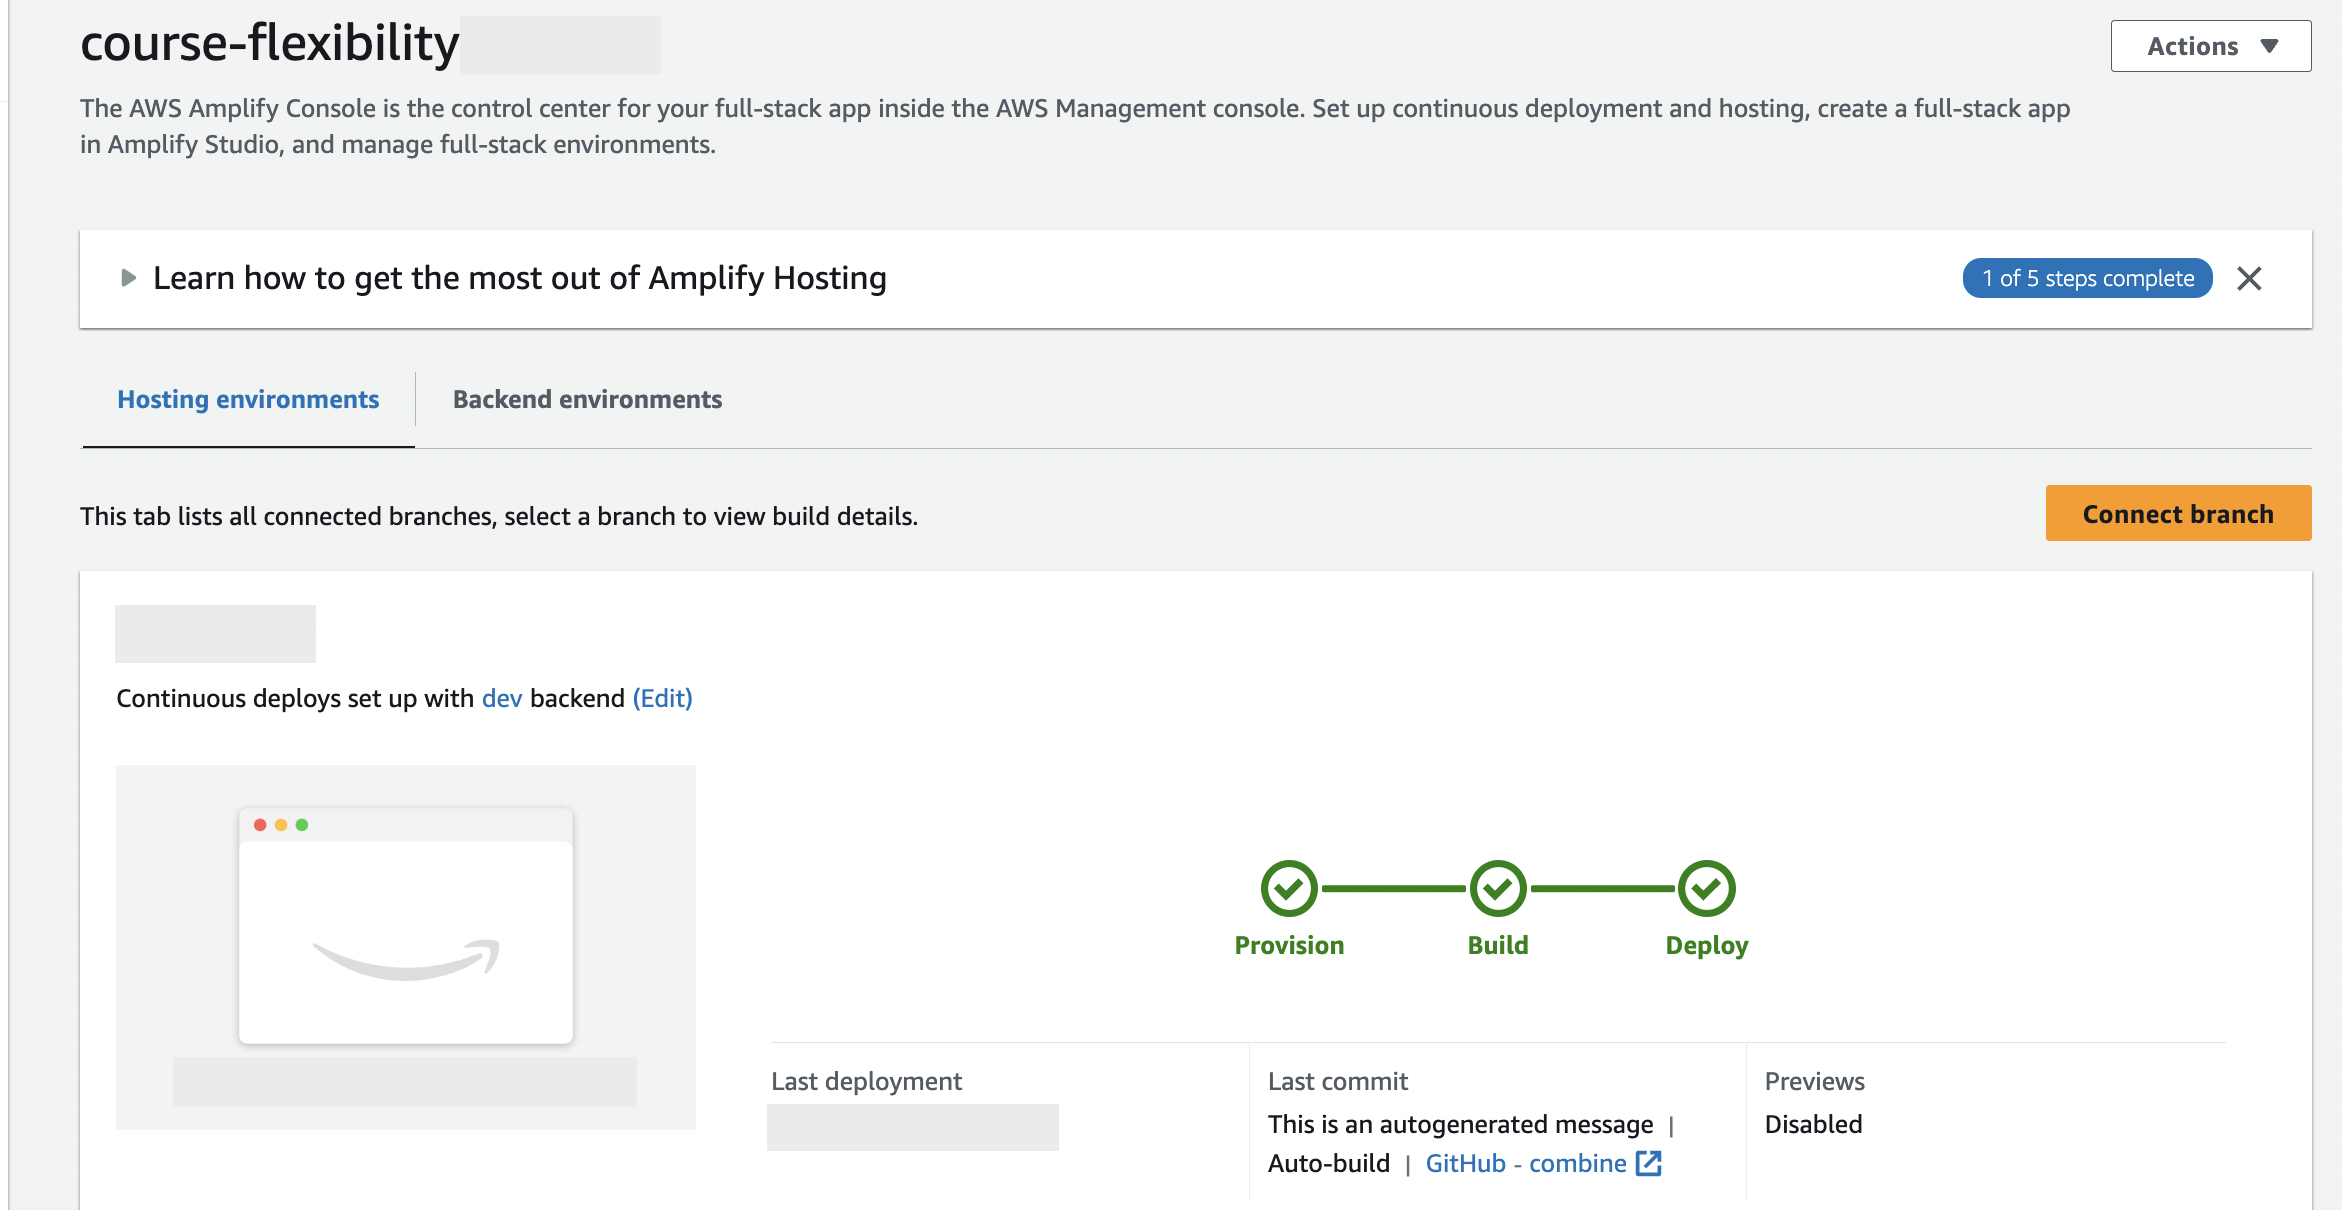 course-flexibility
Actions
The AWS Amplify Console is the control center for your full-stack app inside the AWS Management console. Set up continuous deployment and hosting, create a full-stack app
in Amplify Studio, and manage full-stack environments.
Learn how to get the most out of Amplify Hosting
1 of 5 steps complete
Hosting environments
Backend environments
This tab lists all connected branches, select a branch to view build details.
Connect branch
Continuous deploys set up with dev backend (Edit)
Provision
Build
Deploy
Last deployment
Last commit
This is an autogenerated message |
Auto-build | GitHub - combine
Previews
Disabled